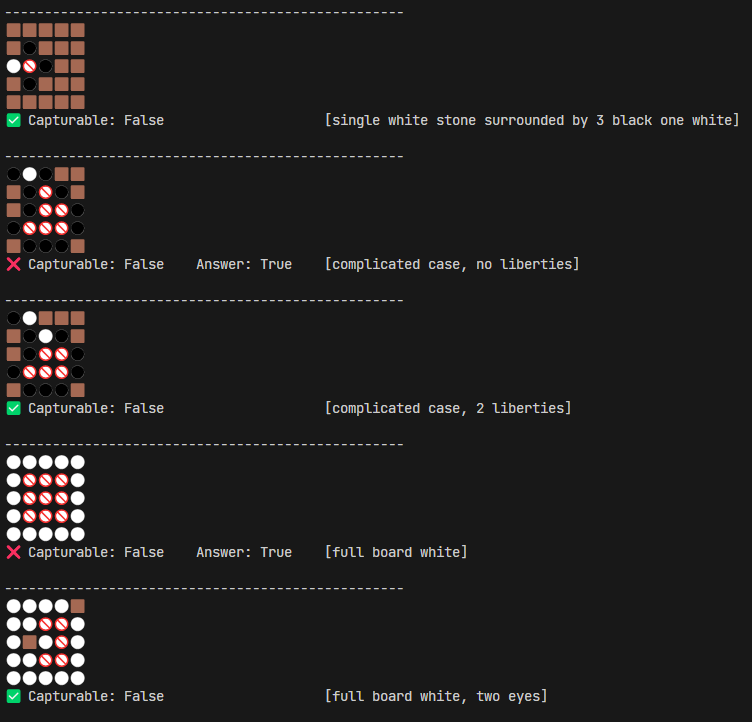 --------------------------------------------------
Capturable: False [single white stone surrounded by 3 black one white]
--------------------------------------------------
Capturable: False Answer: True [complicated case, no liberties]
--------------------------------------------------
Capturable: False [complicated case, 2 liberties]
--------------------------------------------------
Capturable: False Answer: True [full board white]
--------------------------------------------------
Capturable: False [full board white, two eyes]